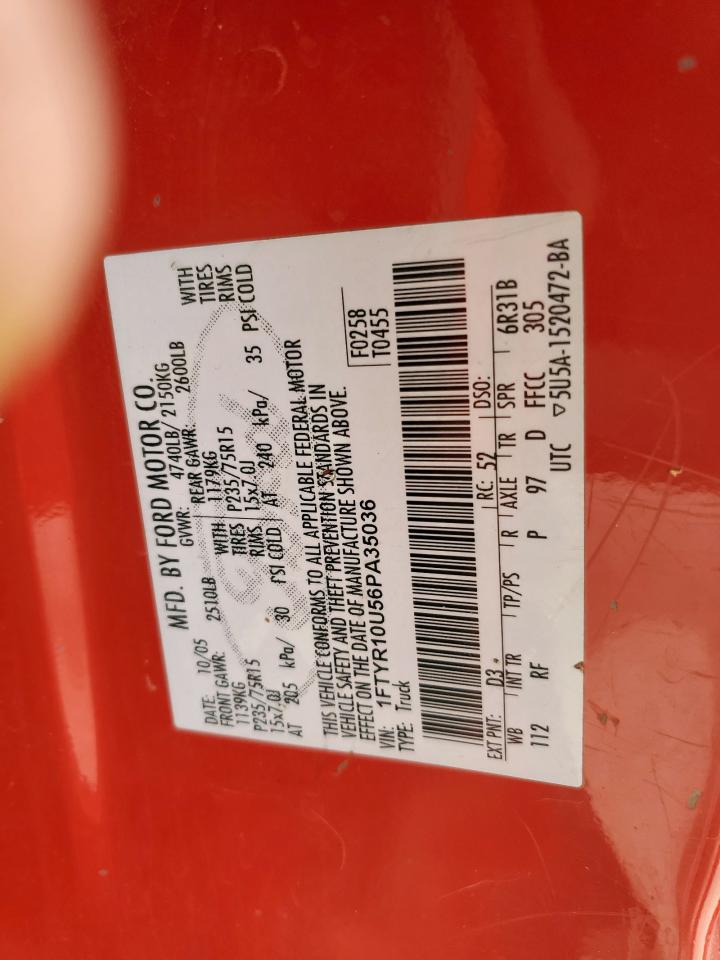 MFD. BY FORD MOTOR CO.
DATE: 10/05 GVWR: 4740LB/ 2150KG
FRONT GAWR: 2510LB REAR GAWR: 2600LB
1139KG WITH 1179KG WITH
P235/75R15 TIRES P235/75R15 TIRES
15x7.0J RIMS 15x7.0J RIMS
AT 205 kPa/ 30 PSI COLD AT 240 kPa/ 35 PSI COLD
THIS VEHICLE CONFORMS TO ALL APPLICABLE FEDERAL MOTOR
VEHICLE SAFETY AND THEFT PREVENTION STANDARDS IN
EFFECT ON THE DATE OF MANUFACTURE SHOWN ABOVE.
VIN: 1FTYR10U56PA35036 F0258
TYPE: Truck T0455
EXT PNT: D3 RC: 52 DSO:
WB INT TR TP/PS R AXLE TR SPR 6R31B
112 RF P 97 D FFCC 305
UTC ▽5U5A-1520472-BA